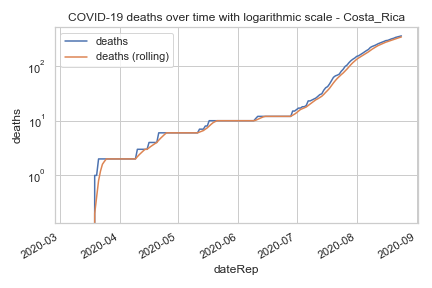 COVID-19 deaths over time with logarithmic scale - Costa_Rica
deaths
deaths (rolling)
10²
10¹
10⁰
deaths
2020-03
2020-04
2020-05
2020-06
2020-07
2020-08
2020-09
dateRep